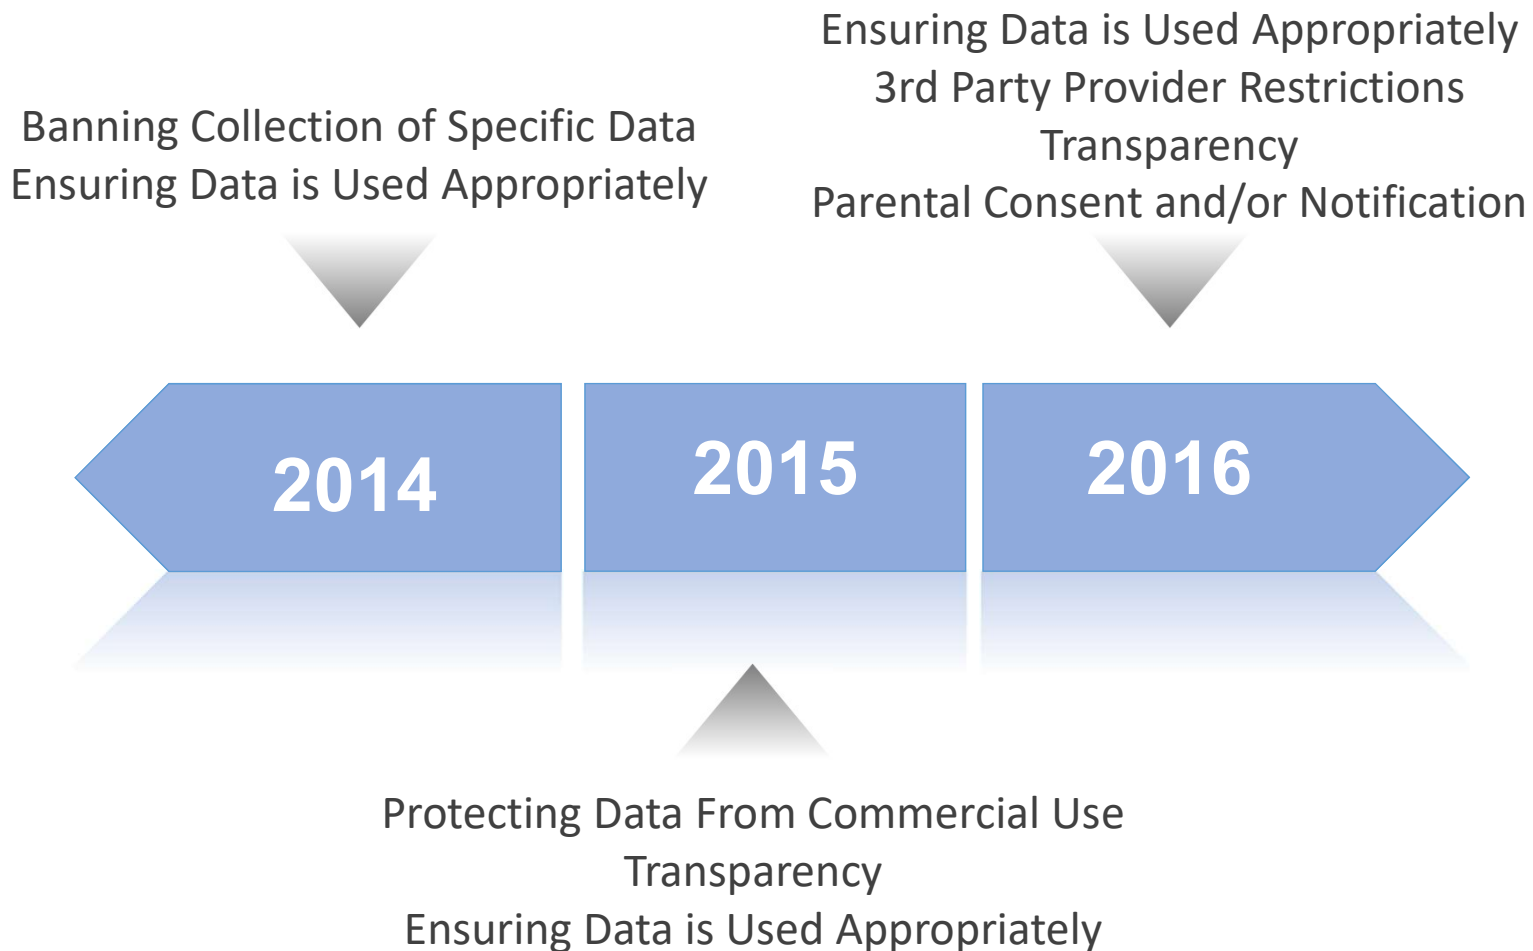 Banning Collection of Specific Data
Ensuring Data is Used Appropriately
Ensuring Data is Used Appropriately
3rd Party Provider Restrictions
Transparency
Parental Consent and/or Notification
2014
2015
2016
Protecting Data From Commercial Use
Transparency
Ensuring Data is Used Appropriately